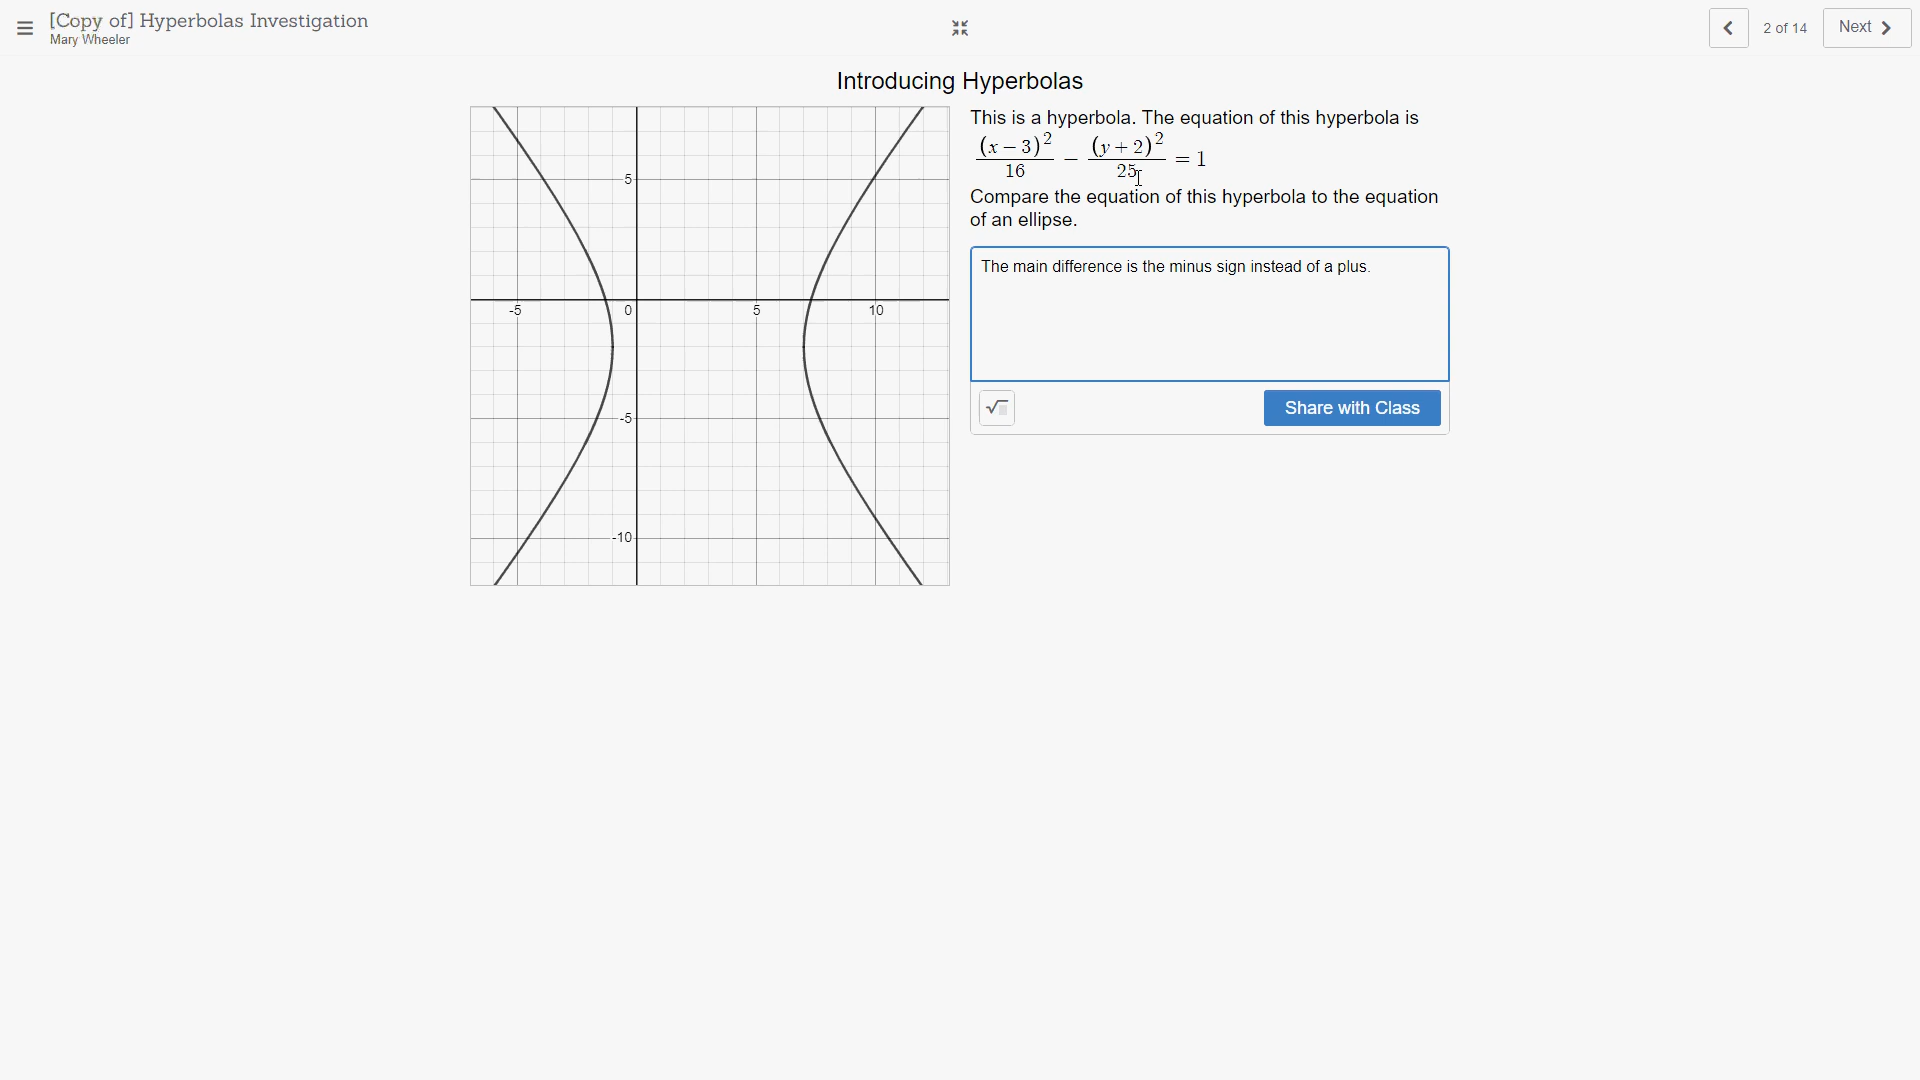 [Copy of] Hyperbolas Investigation
Mary Wheeler
2 of 14
Next
Introducing Hyperbolas
This is a hyperbola. The equation of this hyperbola is
(x − 3)² / 16 − (y + 2)² / 25 = 1
Compare the equation of this hyperbola to the equation
of an ellipse.
The main difference is the minus sign instead of a plus.
Share with Class
5
-5 0 5 10
-5
-10